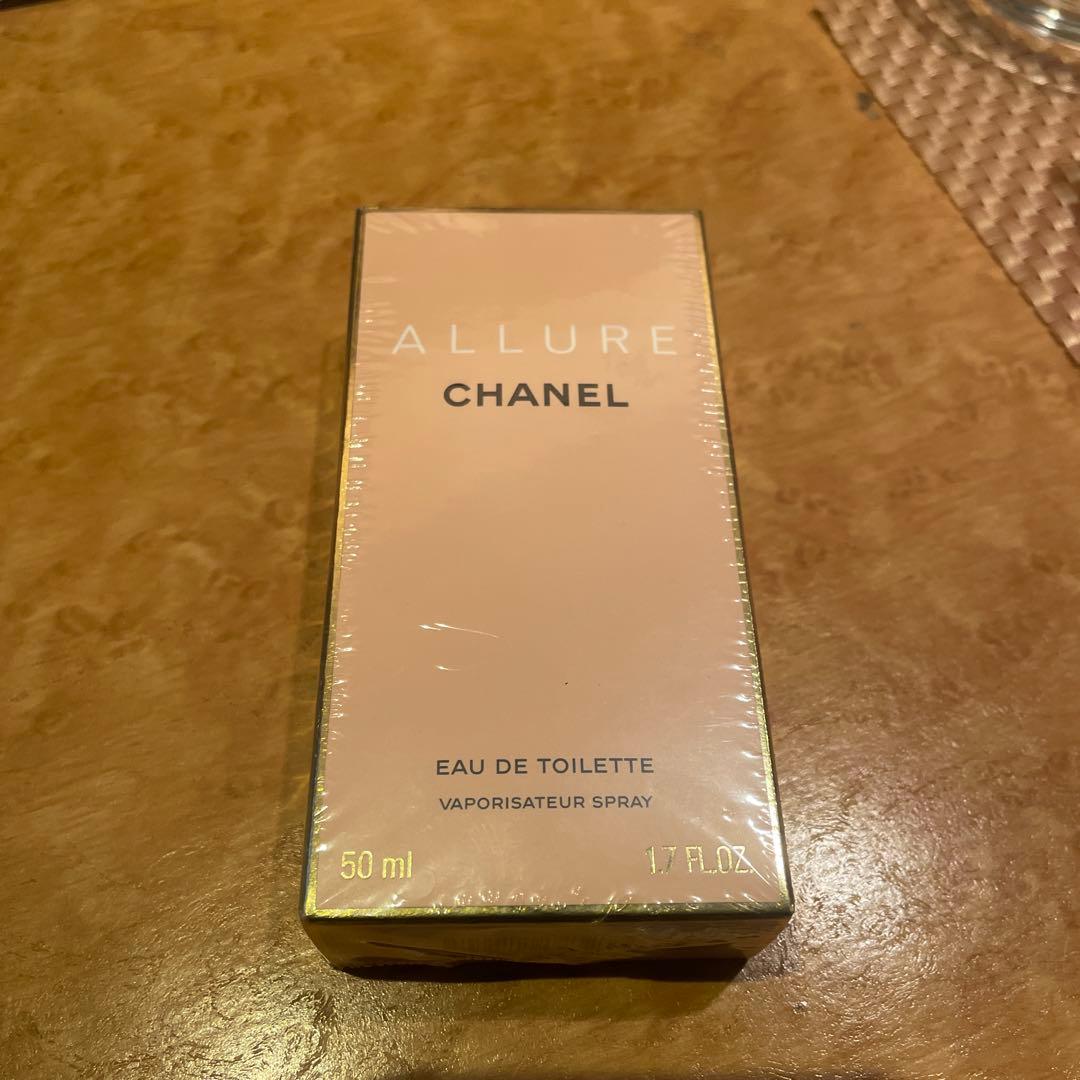 ALLURE
CHANEL
EAU DE TOILETTE
VAPORISATEUR SPRAY
50 ml 1.7 FL.OZ.